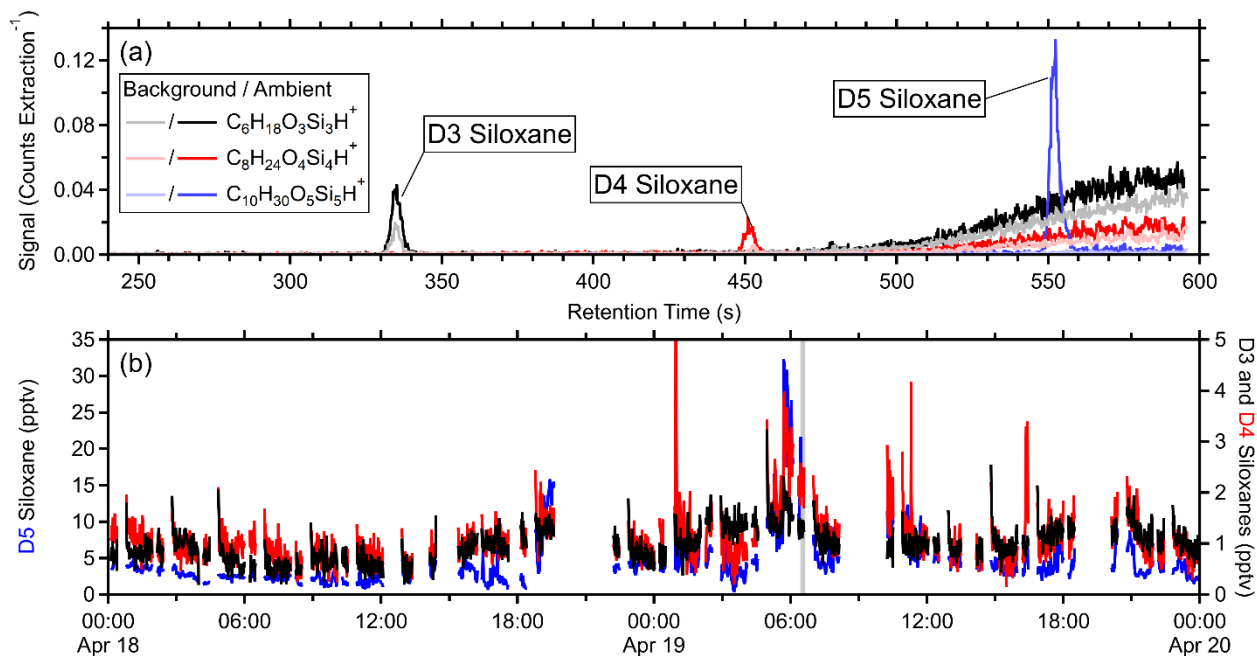 (a)
Signal (Counts Extraction⁻¹)
0.12
0.08
0.04
0.00
Background / Ambient
/ C₆H₁₈O₃Si₃H⁺
/ C₈H₂₄O₄Si₄H⁺
/ C₁₀H₃₀O₅Si₅H⁺
D3 Siloxane
D4 Siloxane
D5 Siloxane
250 300 350 400 450 500 550 600
Retention Time (s)
(b)
D5 Siloxane (pptv)
35
30
25
20
15
10
5
0
5
4
3
2
1
0
D3 and D4 Siloxanes (pptv)
00:00 06:00 12:00 18:00 00:00 06:00 12:00 18:00 00:00
Apr 18 Apr 19 Apr 20